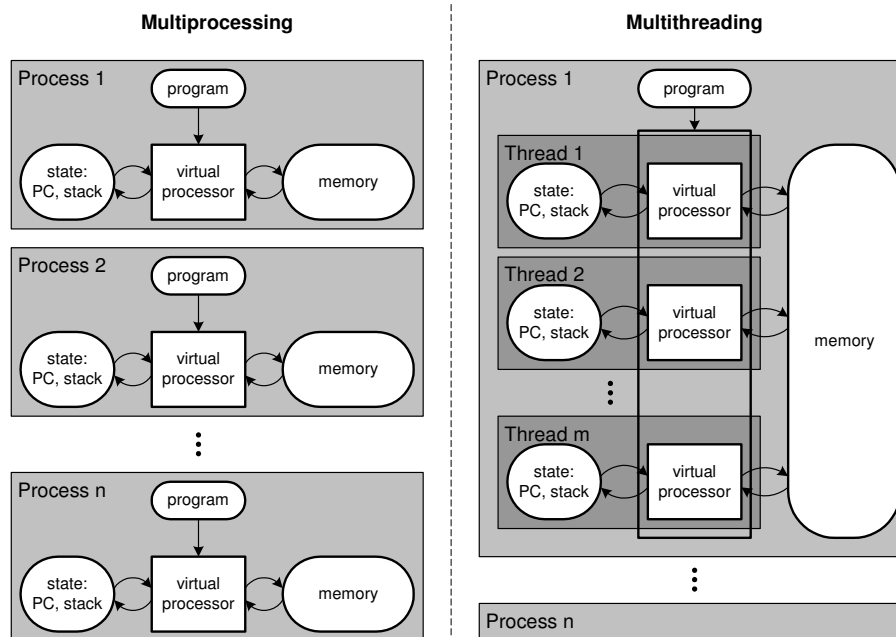 Multiprocessing
Process 1
program
state:
PC, stack
virtual
processor
memory
Process 2
program
state:
PC, stack
virtual
processor
memory
Process n
program
state:
PC, stack
virtual
processor
memory
Multithreading
Process 1
program
Thread 1
state:
PC, stack
virtual
processor
Thread 2
state:
PC, stack
virtual
processor
memory
Thread m
state:
PC, stack
virtual
processor
Process n